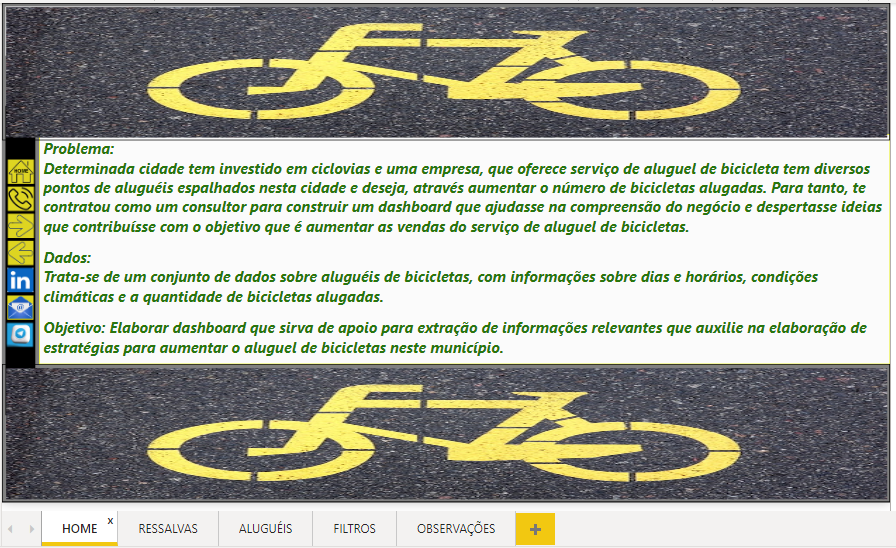 Problema:
Determinada cidade tem investido em ciclovias e uma empresa, que oferece serviço de aluguel de bicicleta tem diversos
pontos de aluguéis espalhados nesta cidade e deseja, através aumentar o número de bicicletas alugadas. Para tanto, te
contratou como um consultor para construir um dashboard que ajudasse na compreensão do negócio e despertasse ideias
que contribuísse com o objetivo que é aumentar as vendas do serviço de aluguel de bicicletas.
Dados:
Trata-se de um conjunto de dados sobre aluguéis de bicicletas, com informações sobre dias e horários, condições
climáticas e a quantidade de bicicletas alugadas.
Objetivo: Elaborar dashboard que sirva de apoio para extração de informações relevantes que auxilie na elaboração de
estratégias para aumentar o aluguel de bicicletas neste município.
HOME
in
@
HOME x RESSALVAS ALUGUÉIS FILTROS OBSERVAÇÕES +